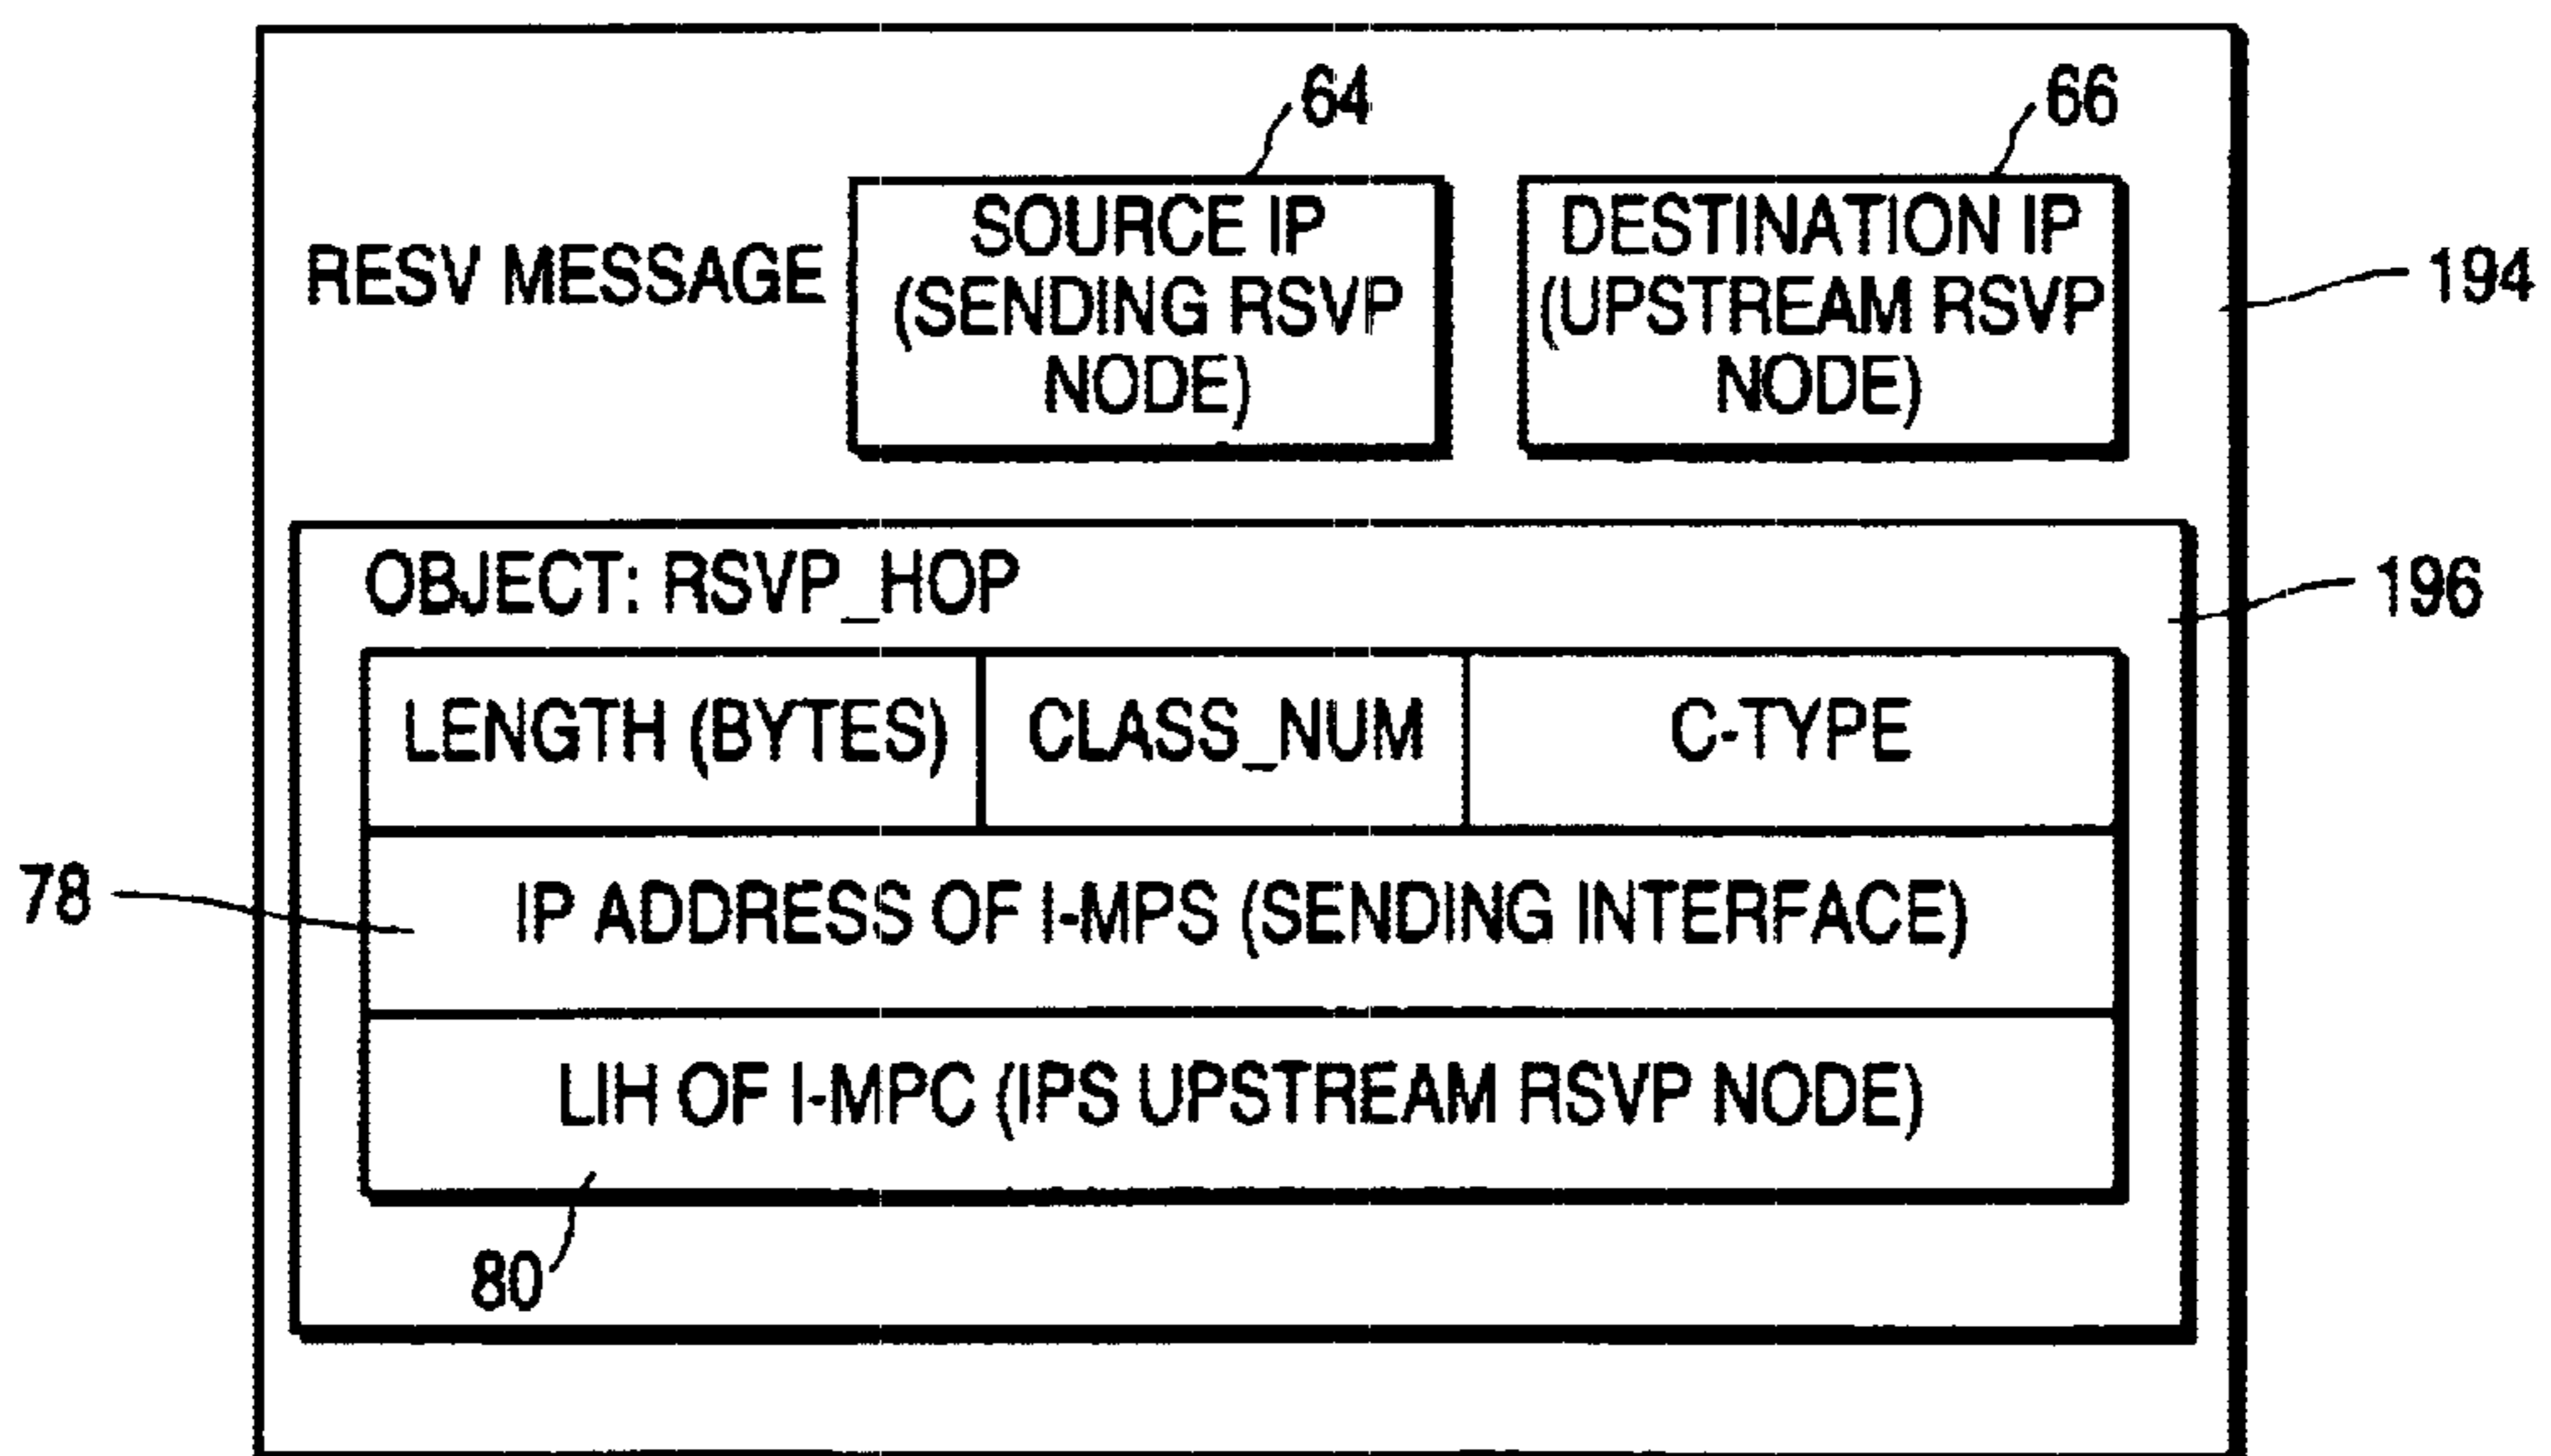 64
66
SOURCE IP
(SENDING RSVP
NODE)
DESTINATION IP
(UPSTREAM RSVP
NODE)
RESV MESSAGE
194
OBJECT: RSVP_HOP
196
LENGTH (BYTES)
CLASS_NUM
C-TYPE
78
IP ADDRESS OF I-MPS (SENDING INTERFACE)
LIH OF I-MPC (IPS UPSTREAM RSVP NODE)
80